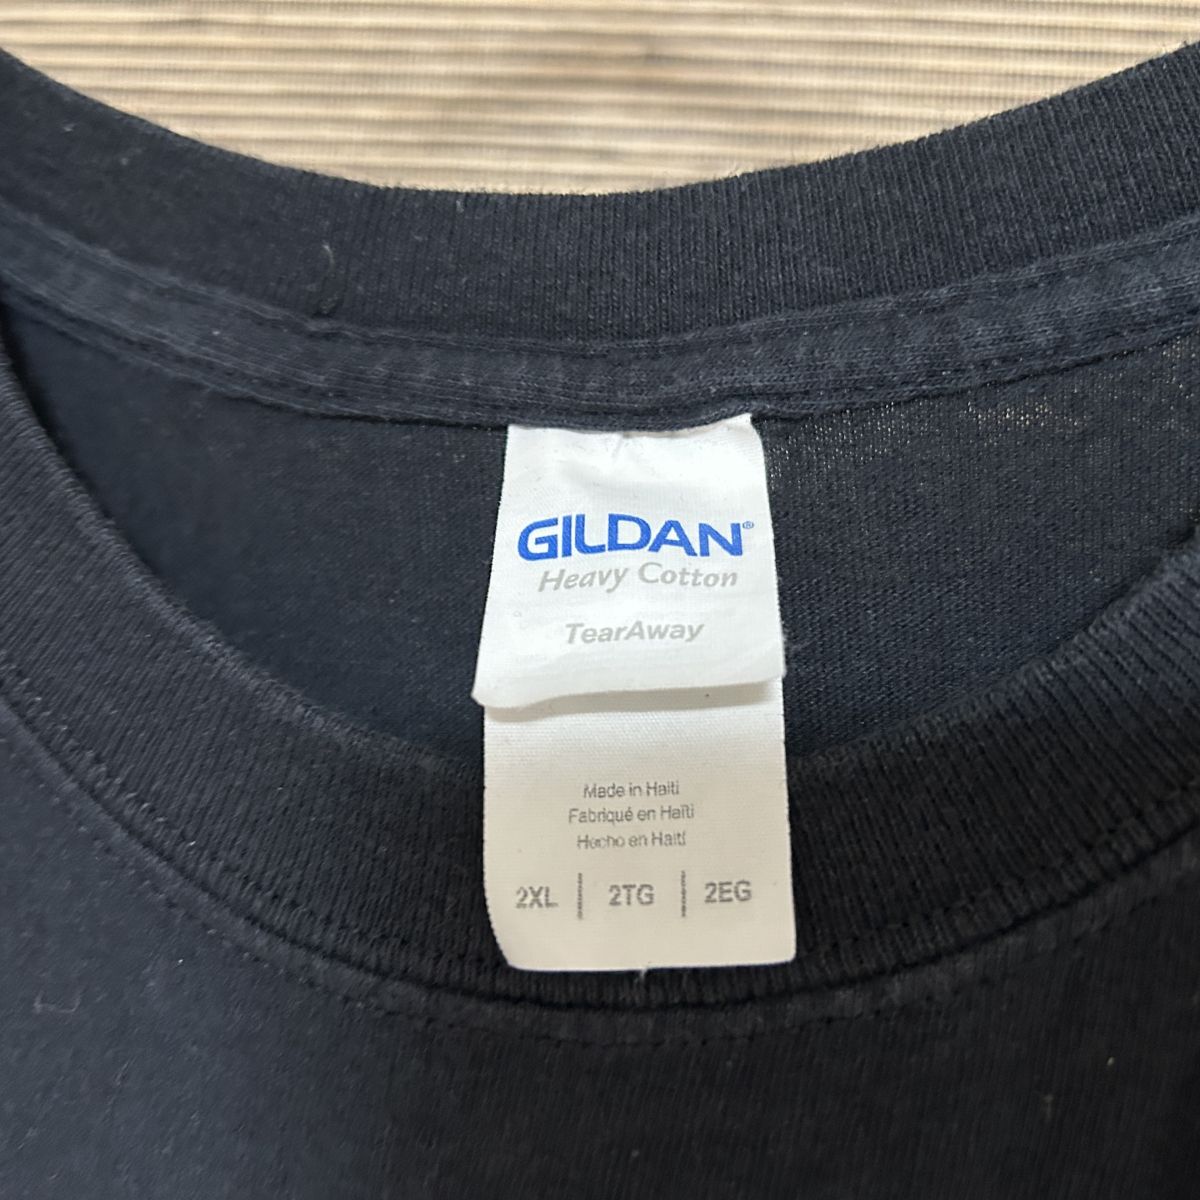 GILDAN®
Heavy Cotton
TearAway
Made in Haiti
Fabriqué en Haïti
Hecho en Haití
2XL | 2TG | 2EG